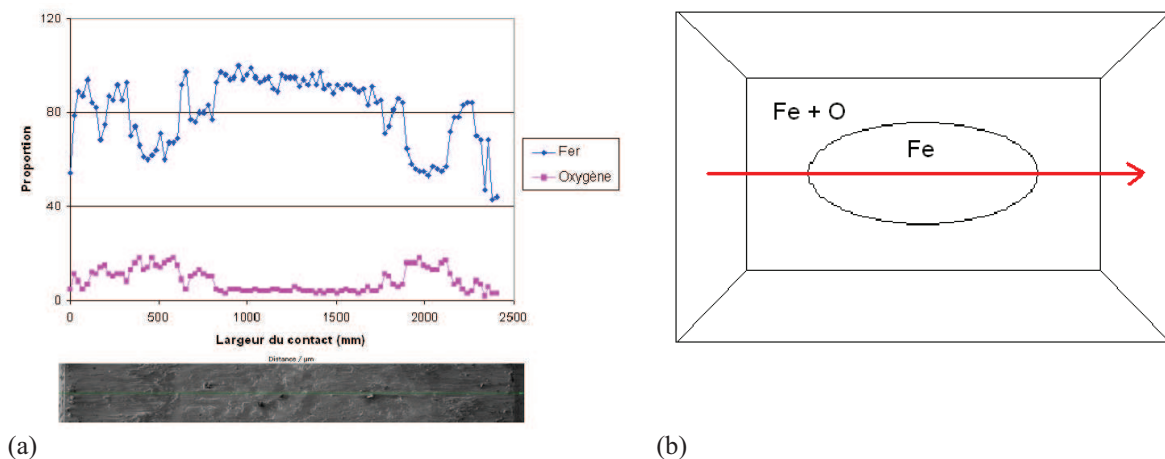 120
80
40
0
Proportion
0 500 1000 1500 2000 2500
Largeur du contact (mm)
Fer
Oxygène
Distance / µm
(a)
Fe + O
Fe
(b)